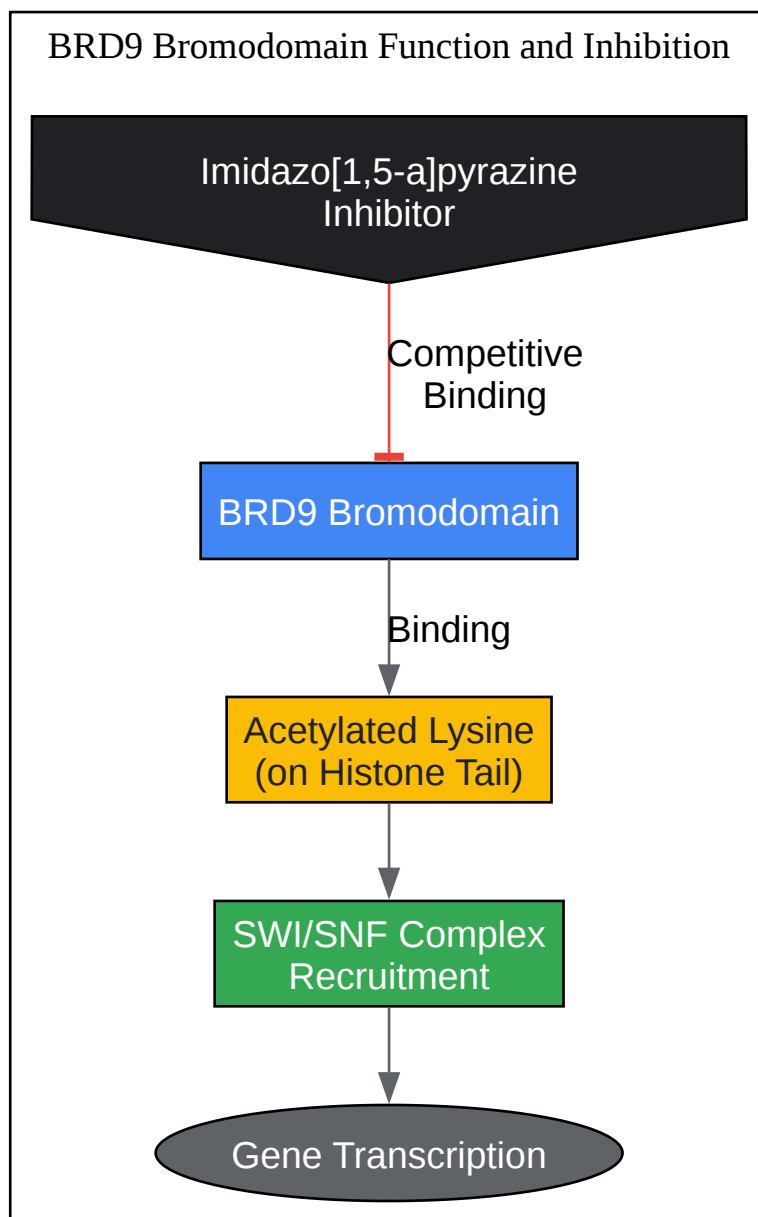 BRD9 Bromodomain Function and Inhibition
Imidazo[1,5-a]pyrazine
Inhibitor
Competitive
Binding
BRD9 Bromodomain
Binding
Acetylated Lysine
(on Histone Tail)
SWI/SNF Complex
Recruitment
Gene Transcription